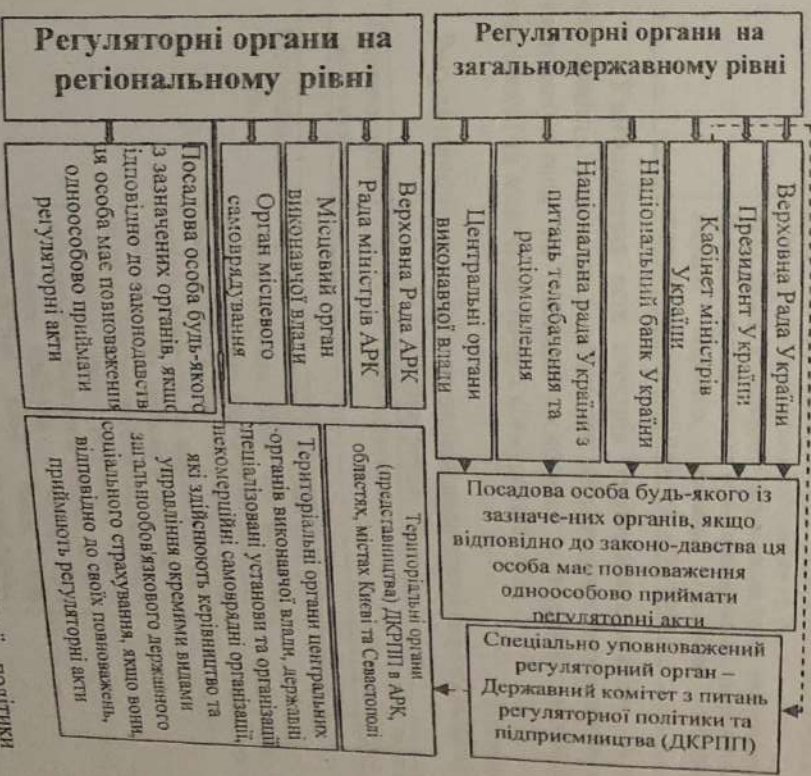 Регуляторні органи на
регіональному рівні
Регуляторні органи на
загальнодержавному рівні
Верховна Рада України
Президент України
Кабінет міністрів
України
Національний банк України
Національна рада України з
питань телебачення та
радіомовлення
Центральні органи
виконавчої влади
Верховна Рада АРК
Рада міністрів АРК
Місцевий орган
виконавчої влади
Орган місцевого
самоврядування
Посадова особа будь-якого
з зазначених органів, якщо
ідповідно до законодавств
ія особа має повноваження
одноособово приймати
регуляторні акти
Посадова особа будь-якого із
зазначе-них органів, якщо
відповідно до законо-давства ця
особа має повноваження
одноособово приймати
регуляторні акти
Спеціально уповноважений
регуляторний орган –
Державний комітет з питань
регуляторної політики та
підприємництва (ДКРПП)
Територіальні органи
(представництва) ДКРПП в АРК,
областях, містах Києві та Севастополі
Територіальні органи центральних
органів виконавчої влади, державні
спеціалізовані установи та організації
некомерційні самоврядні організації,
які здійснюють керівництво та
управління окремими видами
загальнообов'язкового державного
соціального страхування, якщо вони
відповідно до своїх повноважень,
приймають регуляторні акти
політики